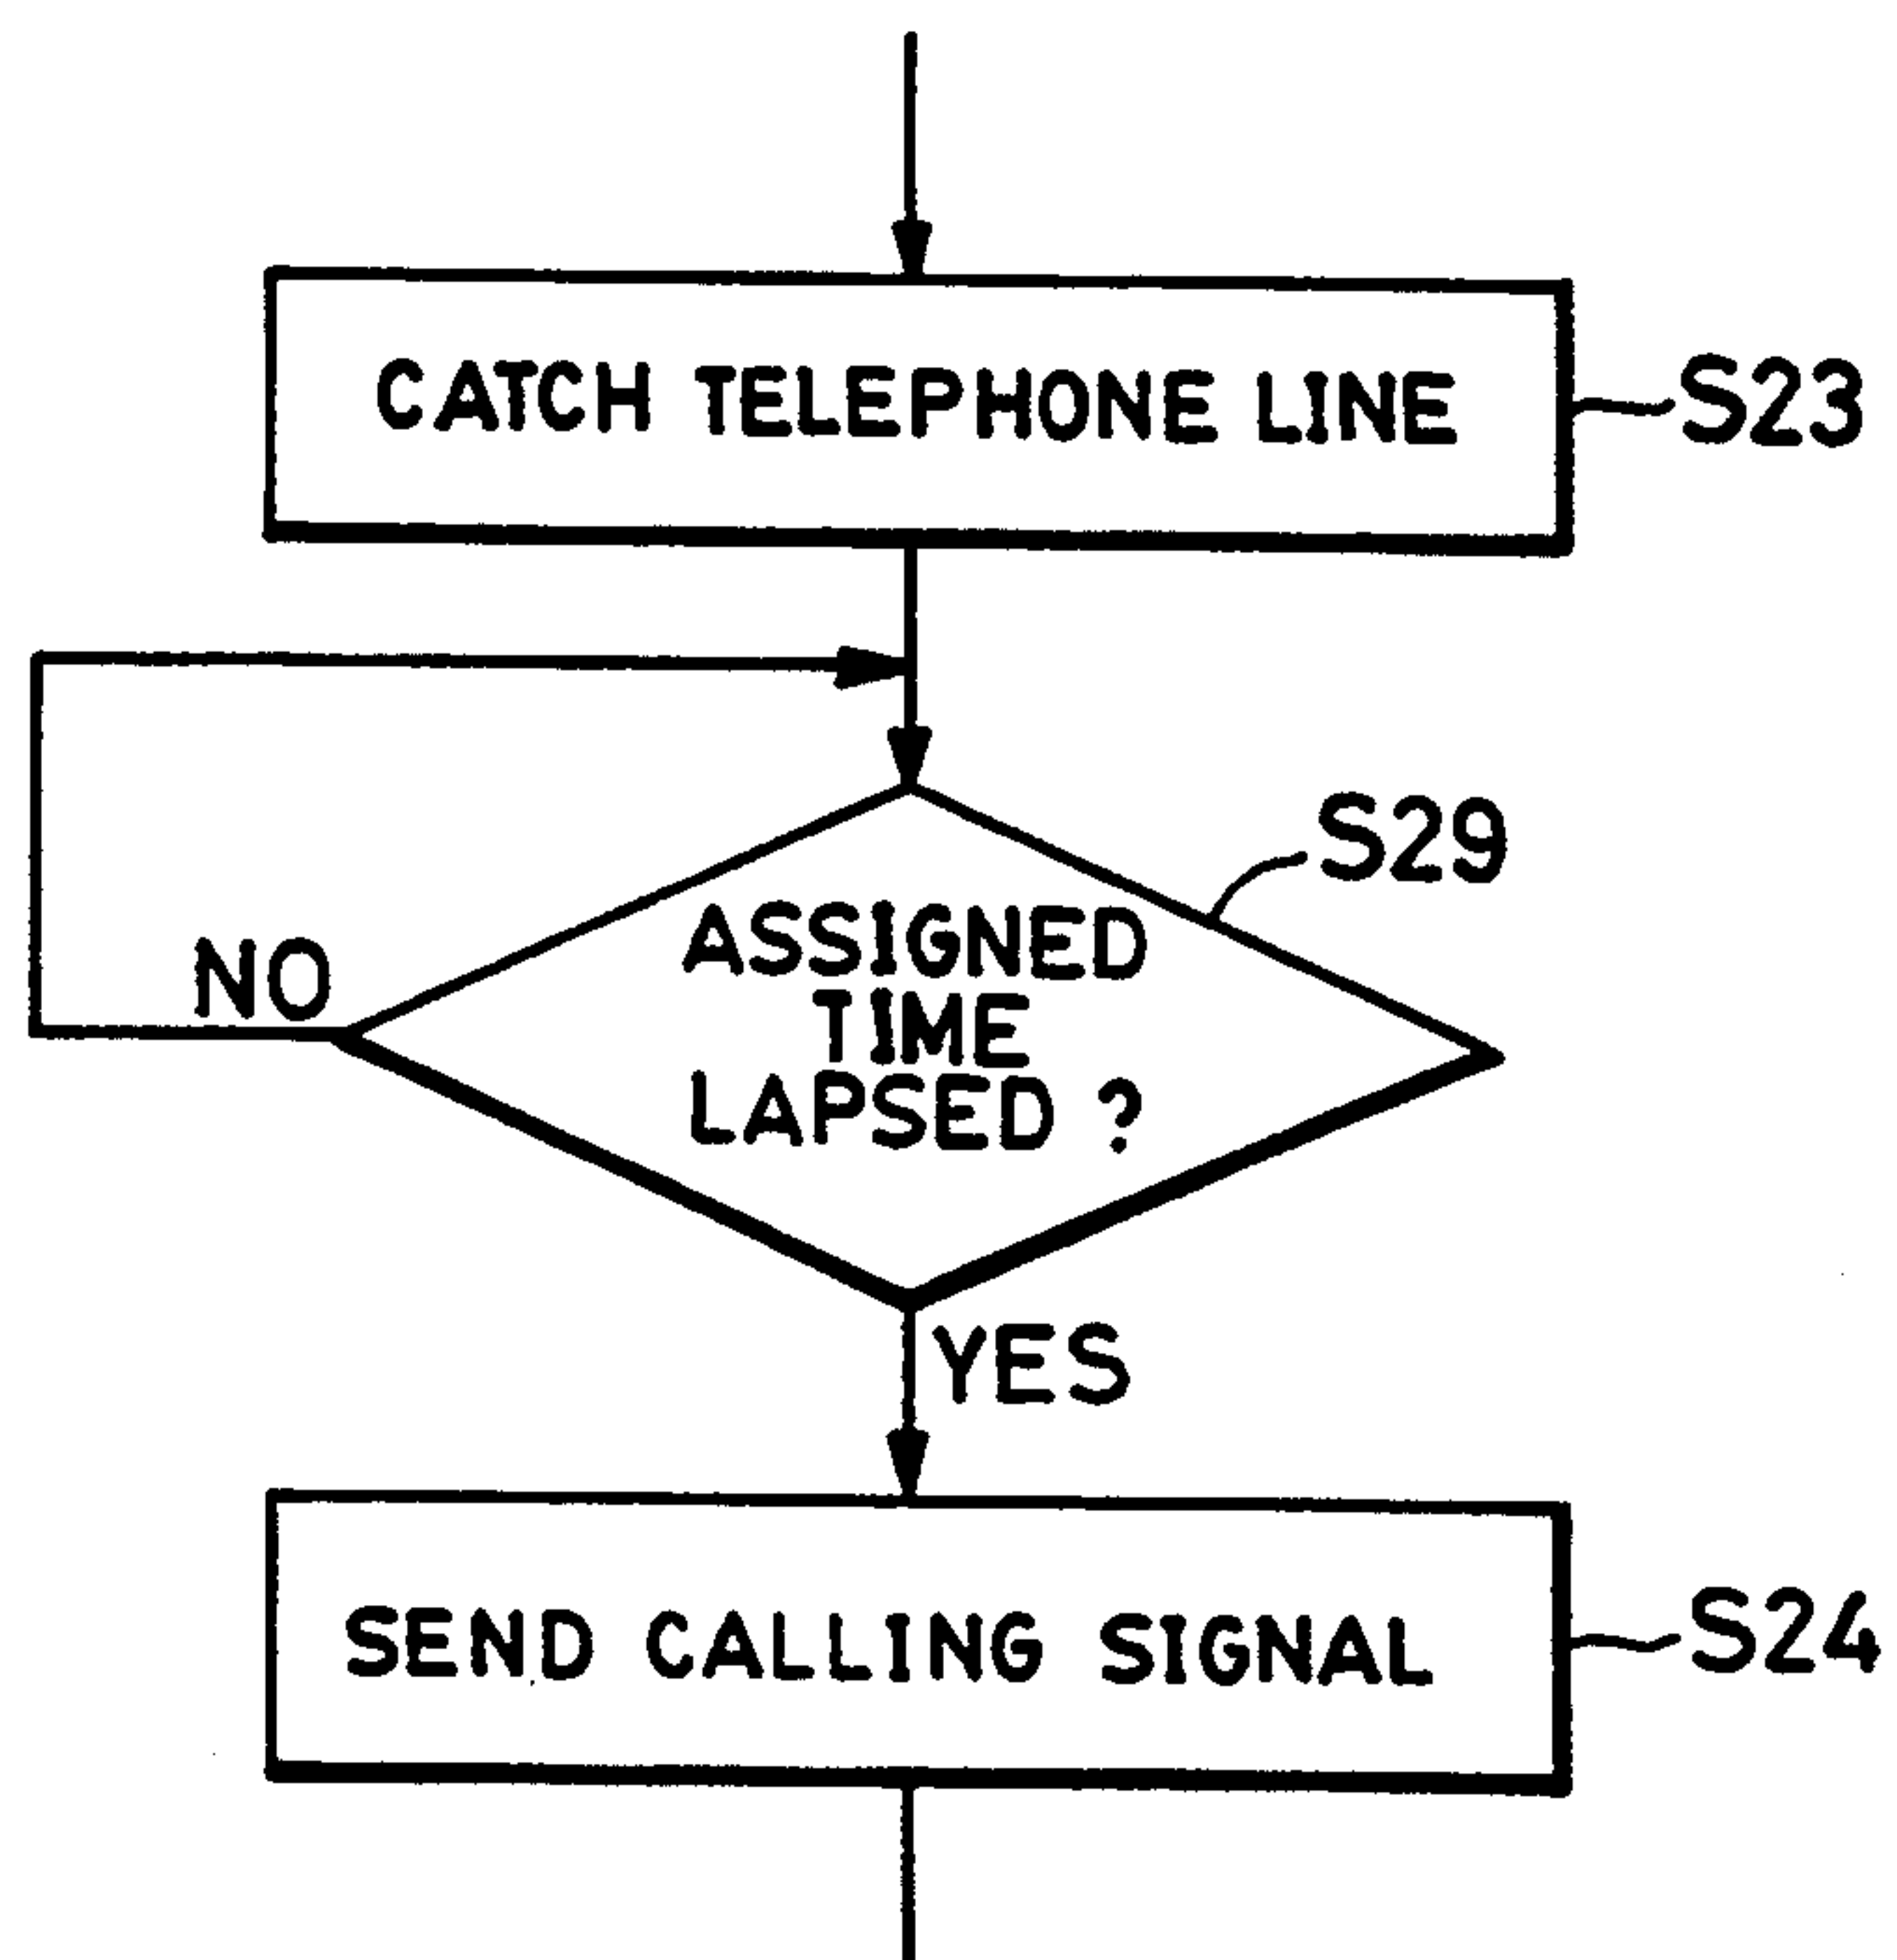 CATCH TELEPHONE LINE
S23
S29
ASSIGNED
TIME
LAPSED ?
NO
YES
SEND CALLING SIGNAL
S24